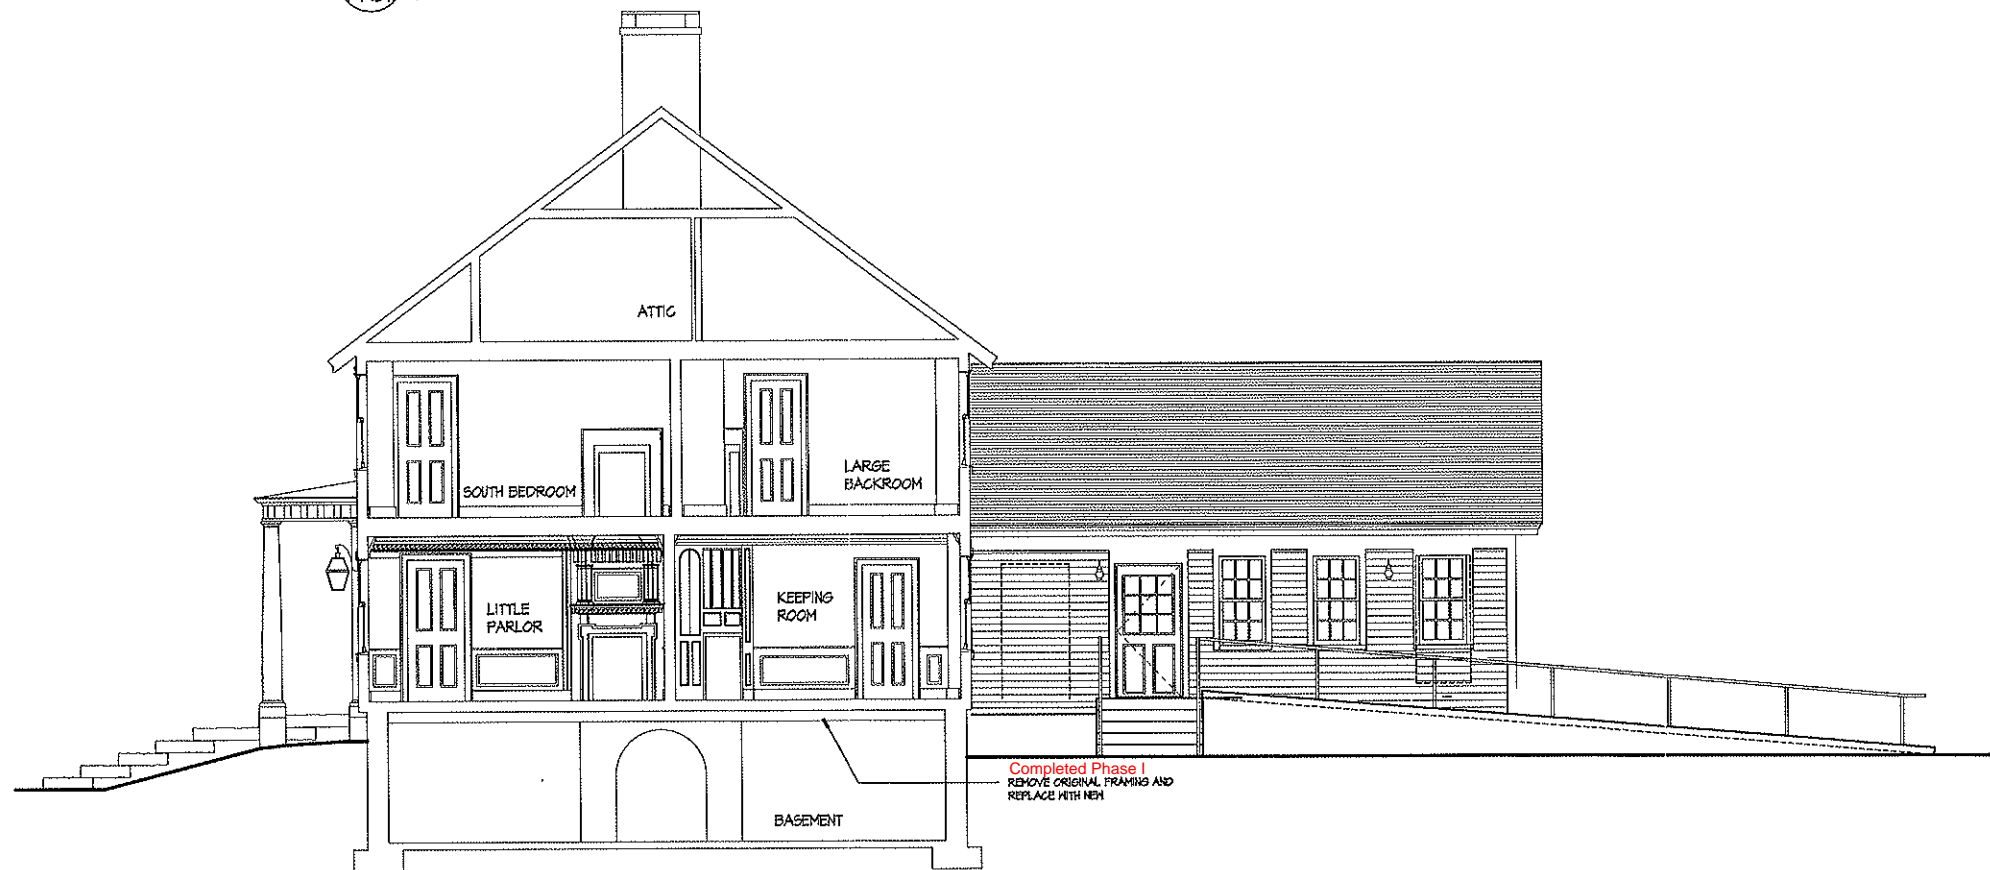 ATTIC
SOUTH BEDROOM
LARGE
BACKROOM
LITTLE
PARLOR
KEEPING
ROOM
Completed Phase I
REMOVE ORIGINAL FRAMING AND
REPLACE WITH NEW
BASEMENT